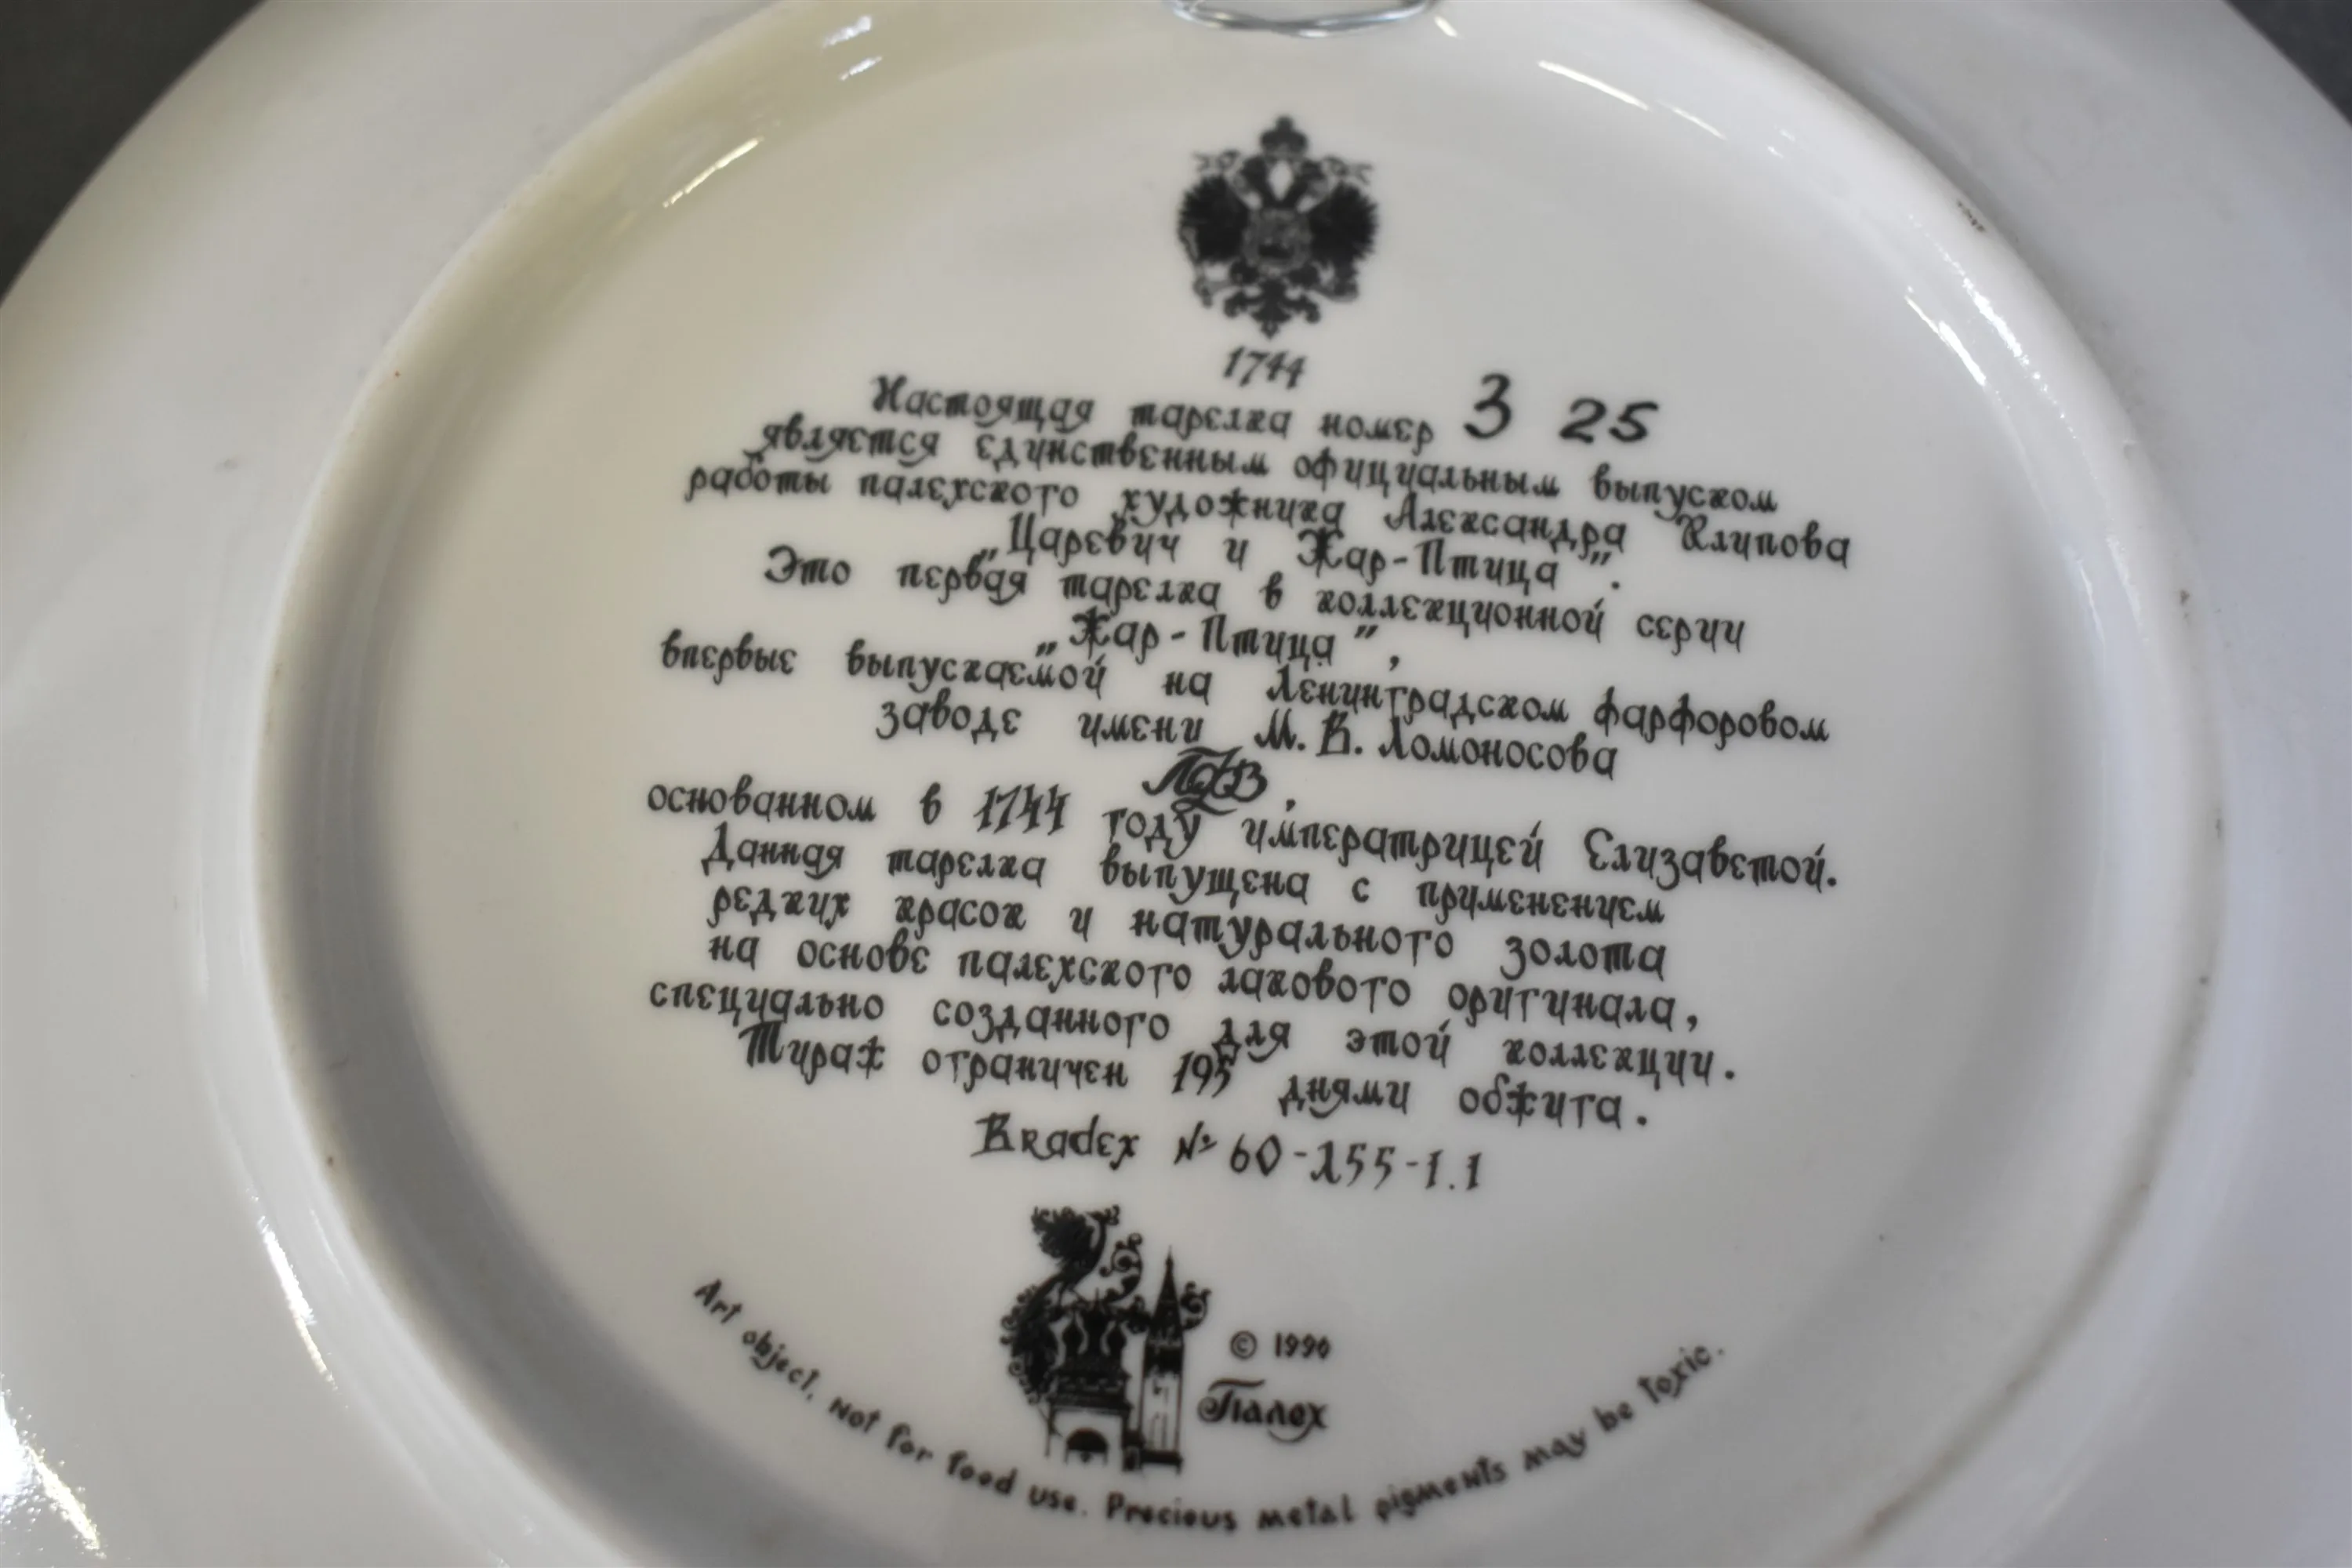 1744
Настоящая тарелка номер 3 25
является единственным официальным выпуском
работы палехского художника Александра Клипова
„Царевич и Жар-Птица”.
Это первая тарелка в коллекционной серии
„Жар-Птица”,
впервые выпускаемой на Ленинградском фарфоровом
заводе имени М. В. Ломоносова
основанном в 1744 году императрицей Елизаветой.
Данная тарелка выпущена с применением
редких красок и натурального золота
на основе палехского лакового оригинала,
специально созданного для этой коллекции.
Тираж ограничен 195 днями обжига.
Bradex № 60-155-1.1
© 1990
Палех
Art object. Not for food use. Precious metal pigments may be toxic.